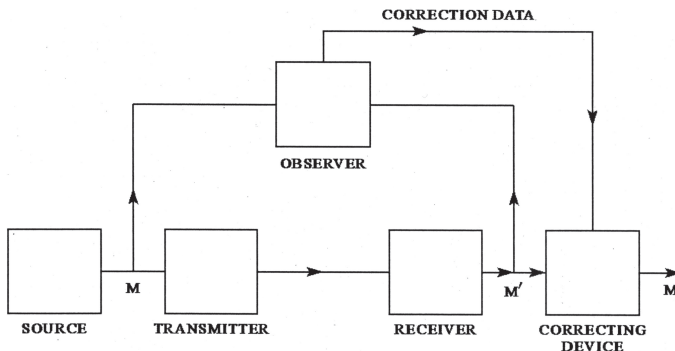 CORRECTION DATA
OBSERVER
M
M′
M
SOURCE
TRANSMITTER
RECEIVER
CORRECTING
DEVICE